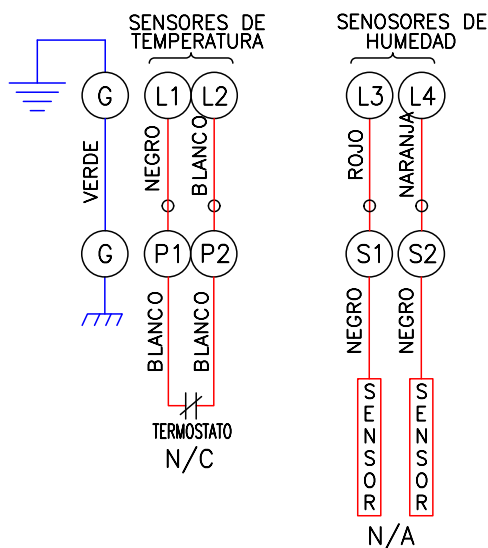 SENSORES DE
TEMPERATURA
SENOSORES DE
HUMEDAD
G
L1
L2
L3
L4
VERDE
NEGRO
BLANCO
ROJO
NARANJA
G
P1
P2
S1
S2
BLANCO
BLANCO
NEGRO
NEGRO
TERMOSTATO
N/C
SENSOR
SENSOR
N/A